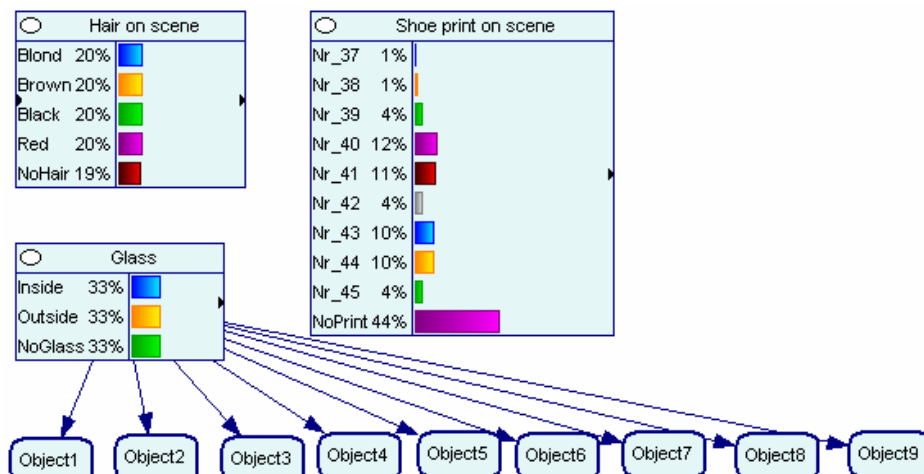 Hair on scene
Blond 20%
Brown 20%
Black 20%
Red 20%
NoHair 19%
Shoe print on scene
Nr_37 1%
Nr_38 1%
Nr_39 4%
Nr_40 12%
Nr_41 11%
Nr_42 4%
Nr_43 10%
Nr_44 10%
Nr_45 4%
NoPrint 44%
Glass
Inside 33%
Outside 33%
NoGlass 33%
Object1 Object2 Object3 Object4 Object5 Object6 Object7 Object8 Object9